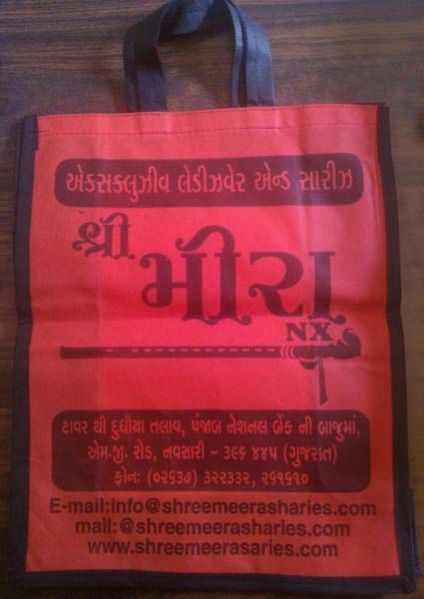 એક્સક્લુઝીવ લેડીઝવેર એન્ડ સારીઝ
શ્રી
મીરા
NX
ટાવર થી દુધીયા તલાવ, પંજાબ નેશનલ બેંક ની બાજુમાં,
એમ.જી. રોડ, નવસારી - ૩૯૬ ૪૪૫ (ગુજરાત)
ફોન: (૦૨૬૩૭) ૩૨૨૩૩૨, ૨૬૧૬૧૦
E-mail:info@shreemeerasharies.com
mail:@shreemeerasharies.com
www.shreemeerasaries.com